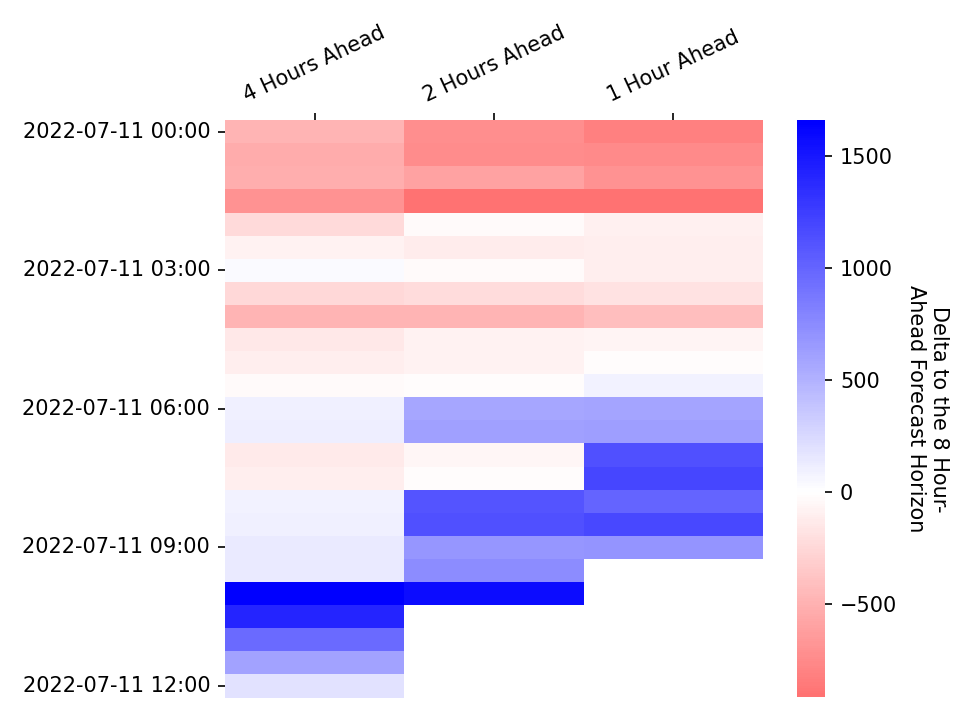 4 Hours Ahead
2 Hours Ahead
1 Hour Ahead
2022-07-11 00:00
2022-07-11 03:00
2022-07-11 06:00
2022-07-11 09:00
2022-07-11 12:00
1500
1000
500
0
−500
Delta to the 8 Hour-
Ahead Forecast Horizon